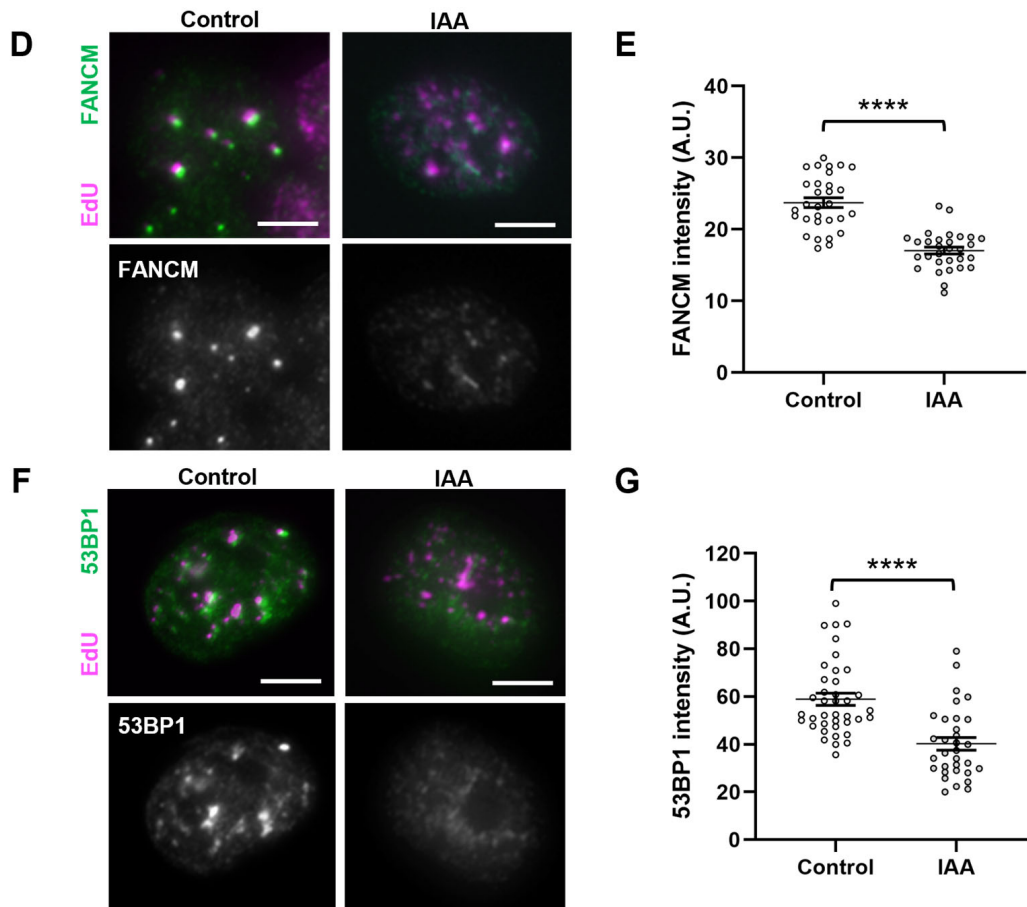 D
Control
IAA
EdU FANCM
FANCM
E
FANCM intensity (A.U.)
40
30
20
10
0
****
Control
IAA
F
Control
IAA
EdU 53BP1
53BP1
G
53BP1 intensity (A.U.)
120
100
80
60
40
20
0
****
Control
IAA